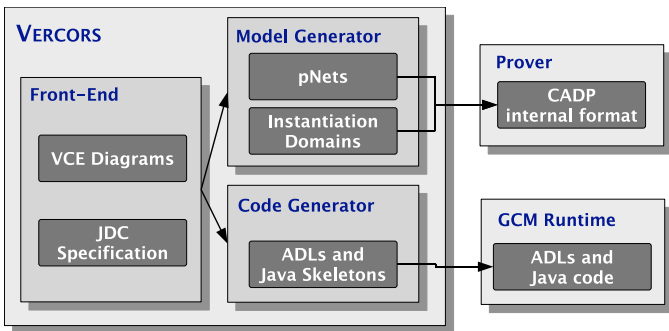 VERCORS
Front-End
VCE Diagrams
JDC
Specification
Model Generator
pNets
Instantiation
Domains
Code Generator
ADLs and
Java Skeletons
Prover
CADP
internal format
GCM Runtime
ADLs and
Java code